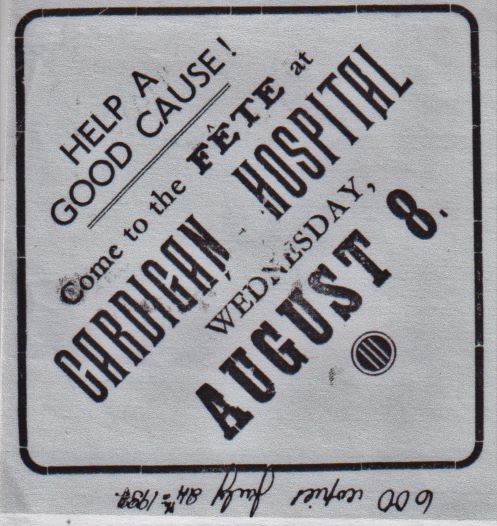 HELP A
GOOD CAUSE!
Come to the FÊTE at
CARDIGAN HOSPITAL
WEDNESDAY,
AUGUST 8.
600 copies July 24th 1934.